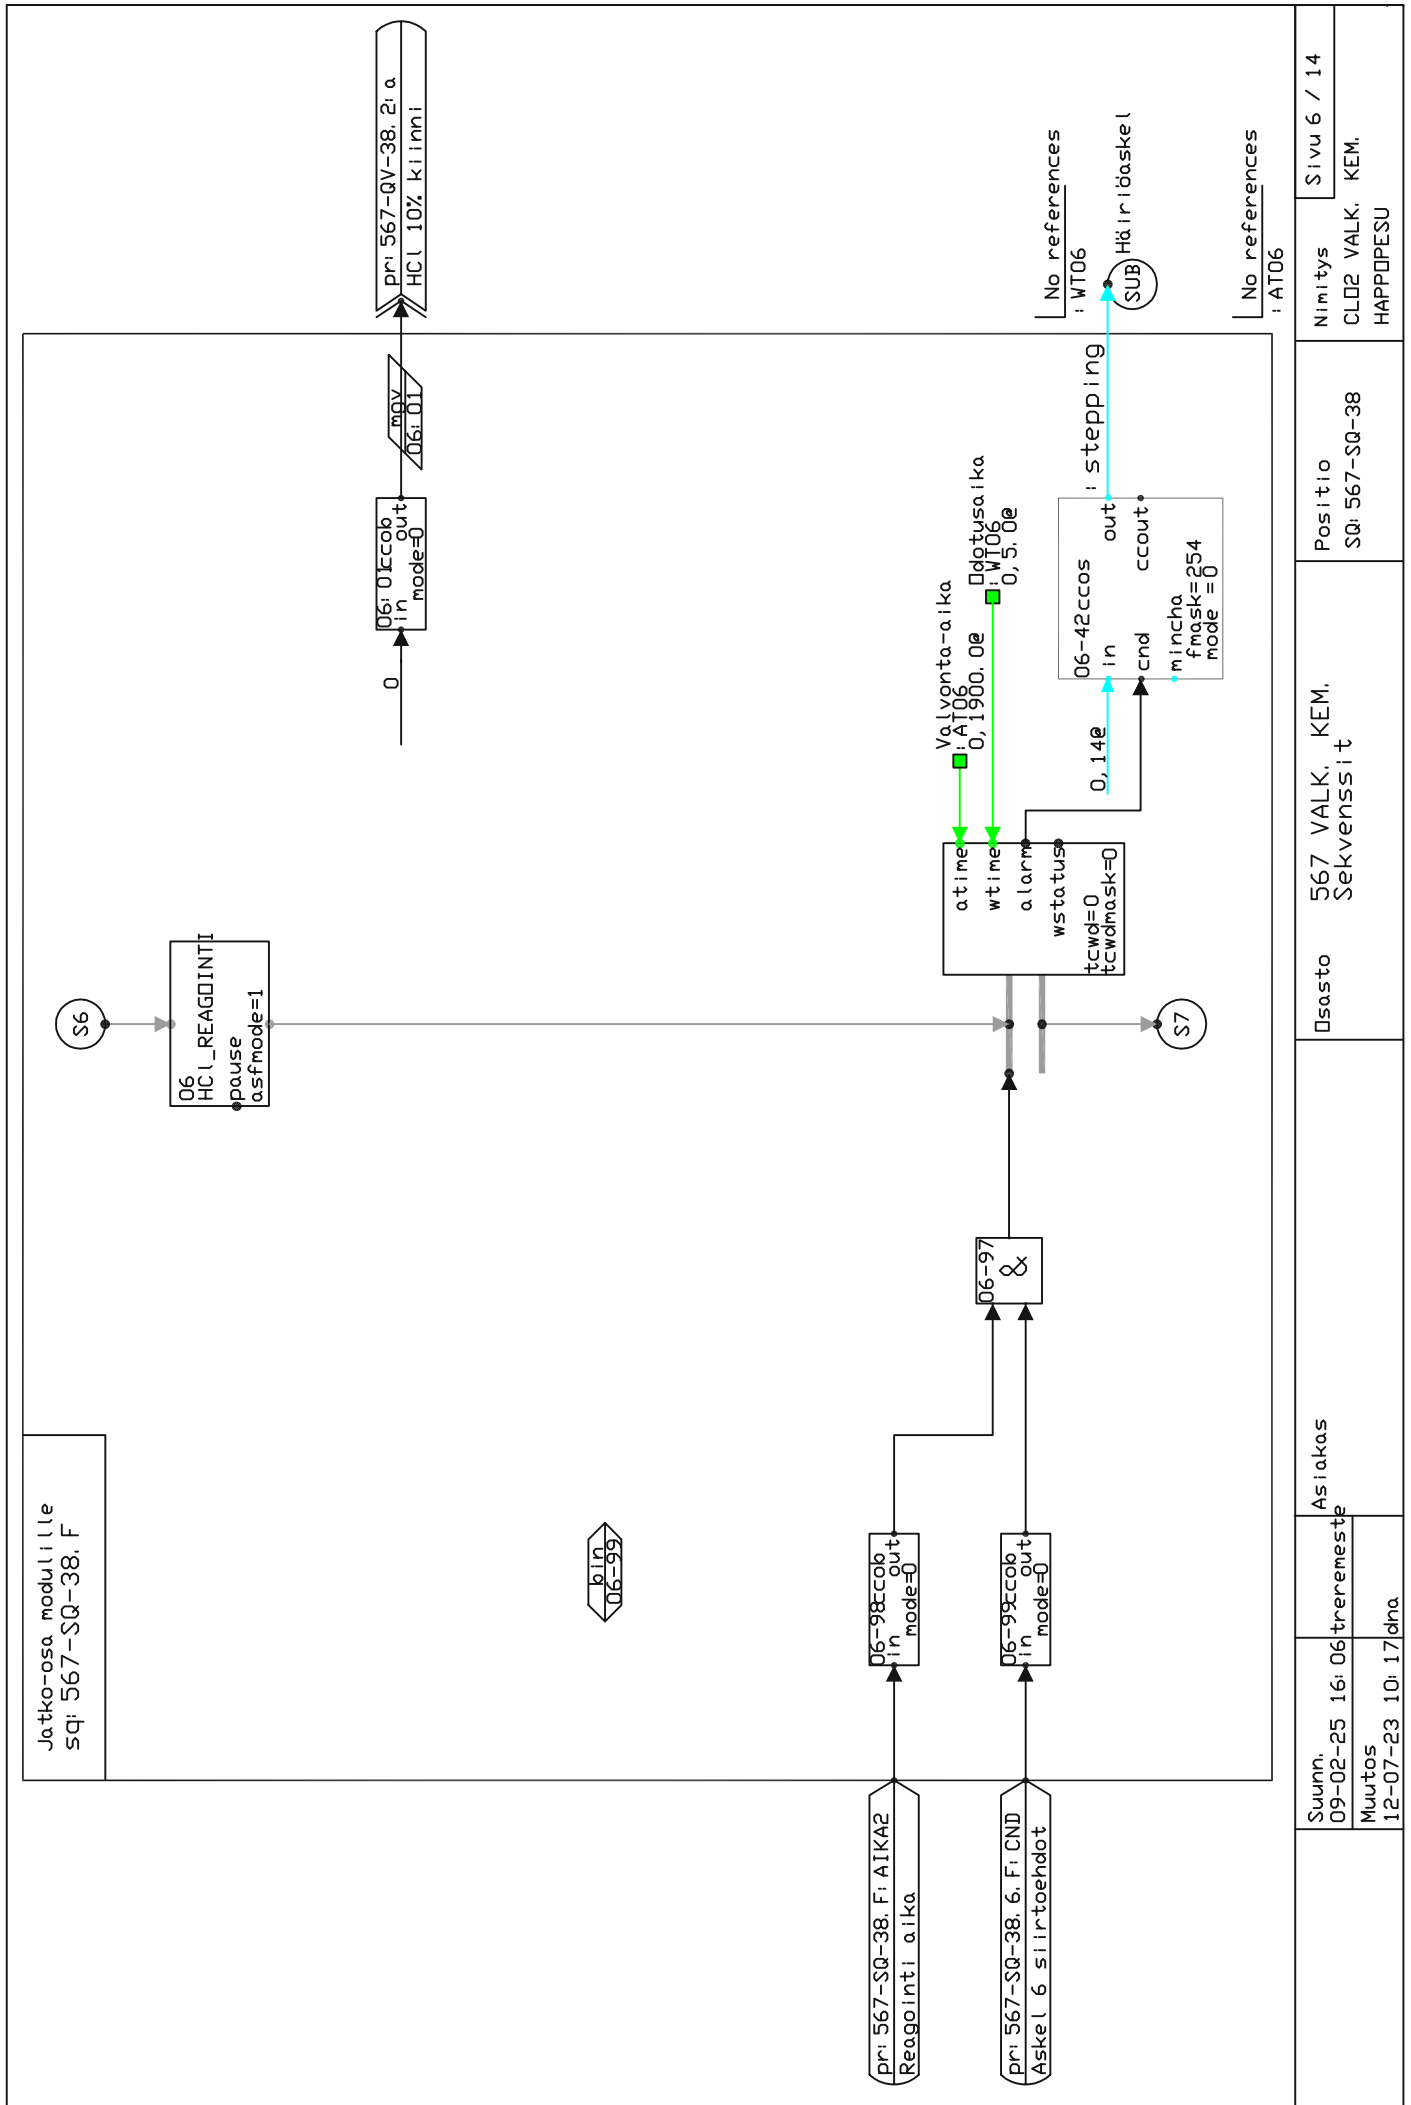 Jatko-osa modulille
sq: 567-SQ-38. F
S6
06
HCl_REAGOINTI
pause
asfmode=1
0
06: 01ccob
in out
mode=0
mov
06: 01
pr: 567-QV-38. 2: a
HCl 10% kiinni
bin
06-99
pr: 567-SQ-38. F: AIKA2
Reagointi aika
06-98ccob
in out
mode=0
pr: 567-SQ-38. 6. F: CND
Askel 6 siirtoehdot
06-99ccob
in out
mode=0
06-97
&
Valvonta-aika
: AT06
0, 1900. 0@
Odotusaika
: WT06
0, 5. 0@
atime
wtime
alarm
wstatus
tcwd=0
tcwdmask=0
S7
0, 14@
06-42ccos
in out
cnd ccout
mincha
fmask=254
mode =0
: stepping
SUB
Häiriöaskel
No references
: WT06
No references
: AT06
Suunn.
09-02-25 16: 06 treremeste
Muutos
12-07-23 10: 17 dna
Asiakas
Osasto
567 VALK. KEM.
Sekvenssit
Positio
SQ: 567-SQ-38
Nimitys
CLO2 VALK. KEM.
HAPPOPESU
Sivu 6 / 14